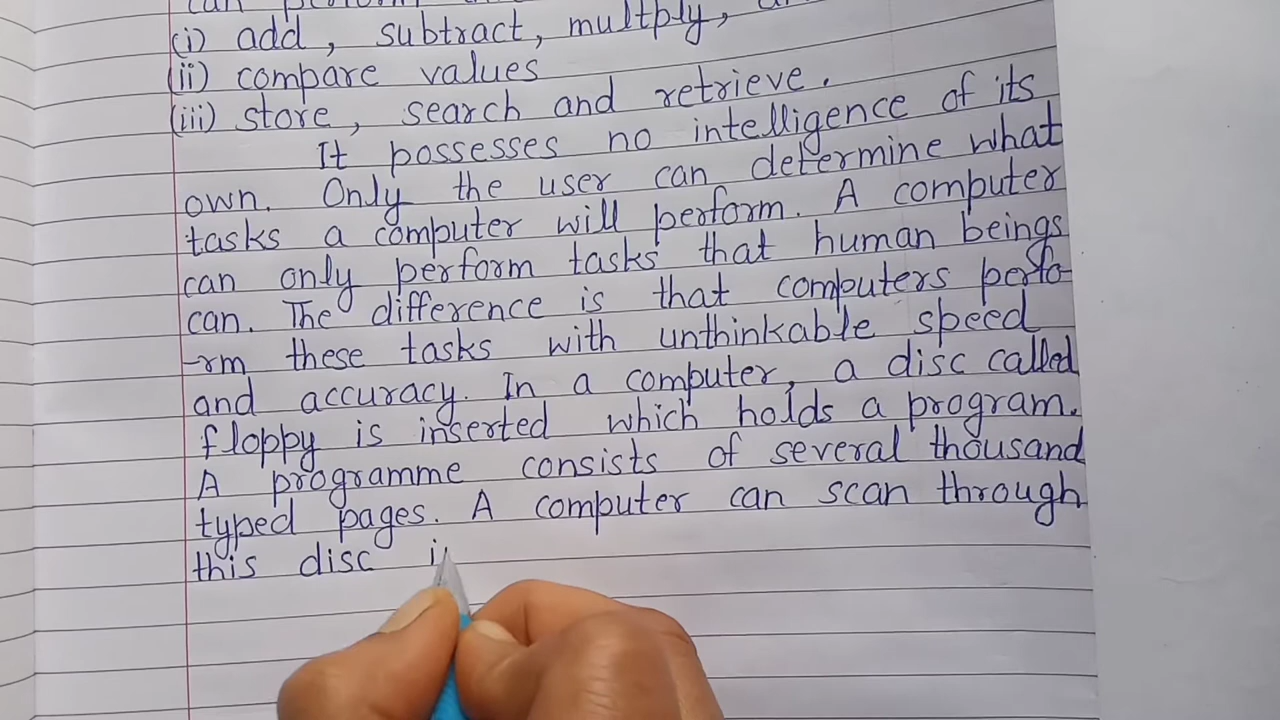 can perform
(i) add, subtract, multply,
(ii) compare values
(iii) store, search and retrieve.
It possesses no intelligence of its
own. Only the user can determine what
tasks a computer will perform. A computer
can only perform tasks that human beings
can. The difference is that computers perfo-
-rm these tasks with unthinkable speed
and accuracy. In a computer, a disc called
floppy is inserted which holds a program.
A programme consists of several thousand
typed pages. A computer can scan through
this disc i